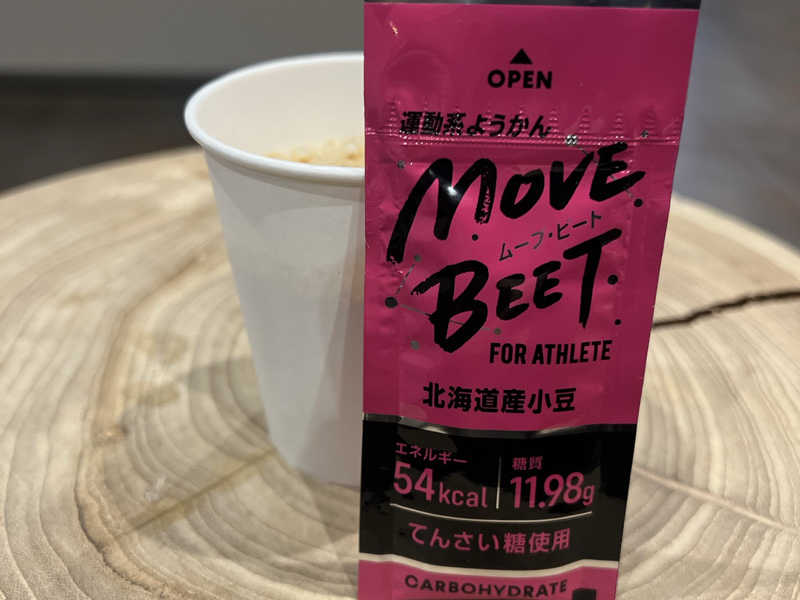 OPEN
運動系ようかん
MOVE
ムーブ・ビート
BEET
FOR ATHLETE
北海道産小豆
エネルギー 糖質
54kcal 11.98g
てんさい糖使用
CARBOHYDRATE